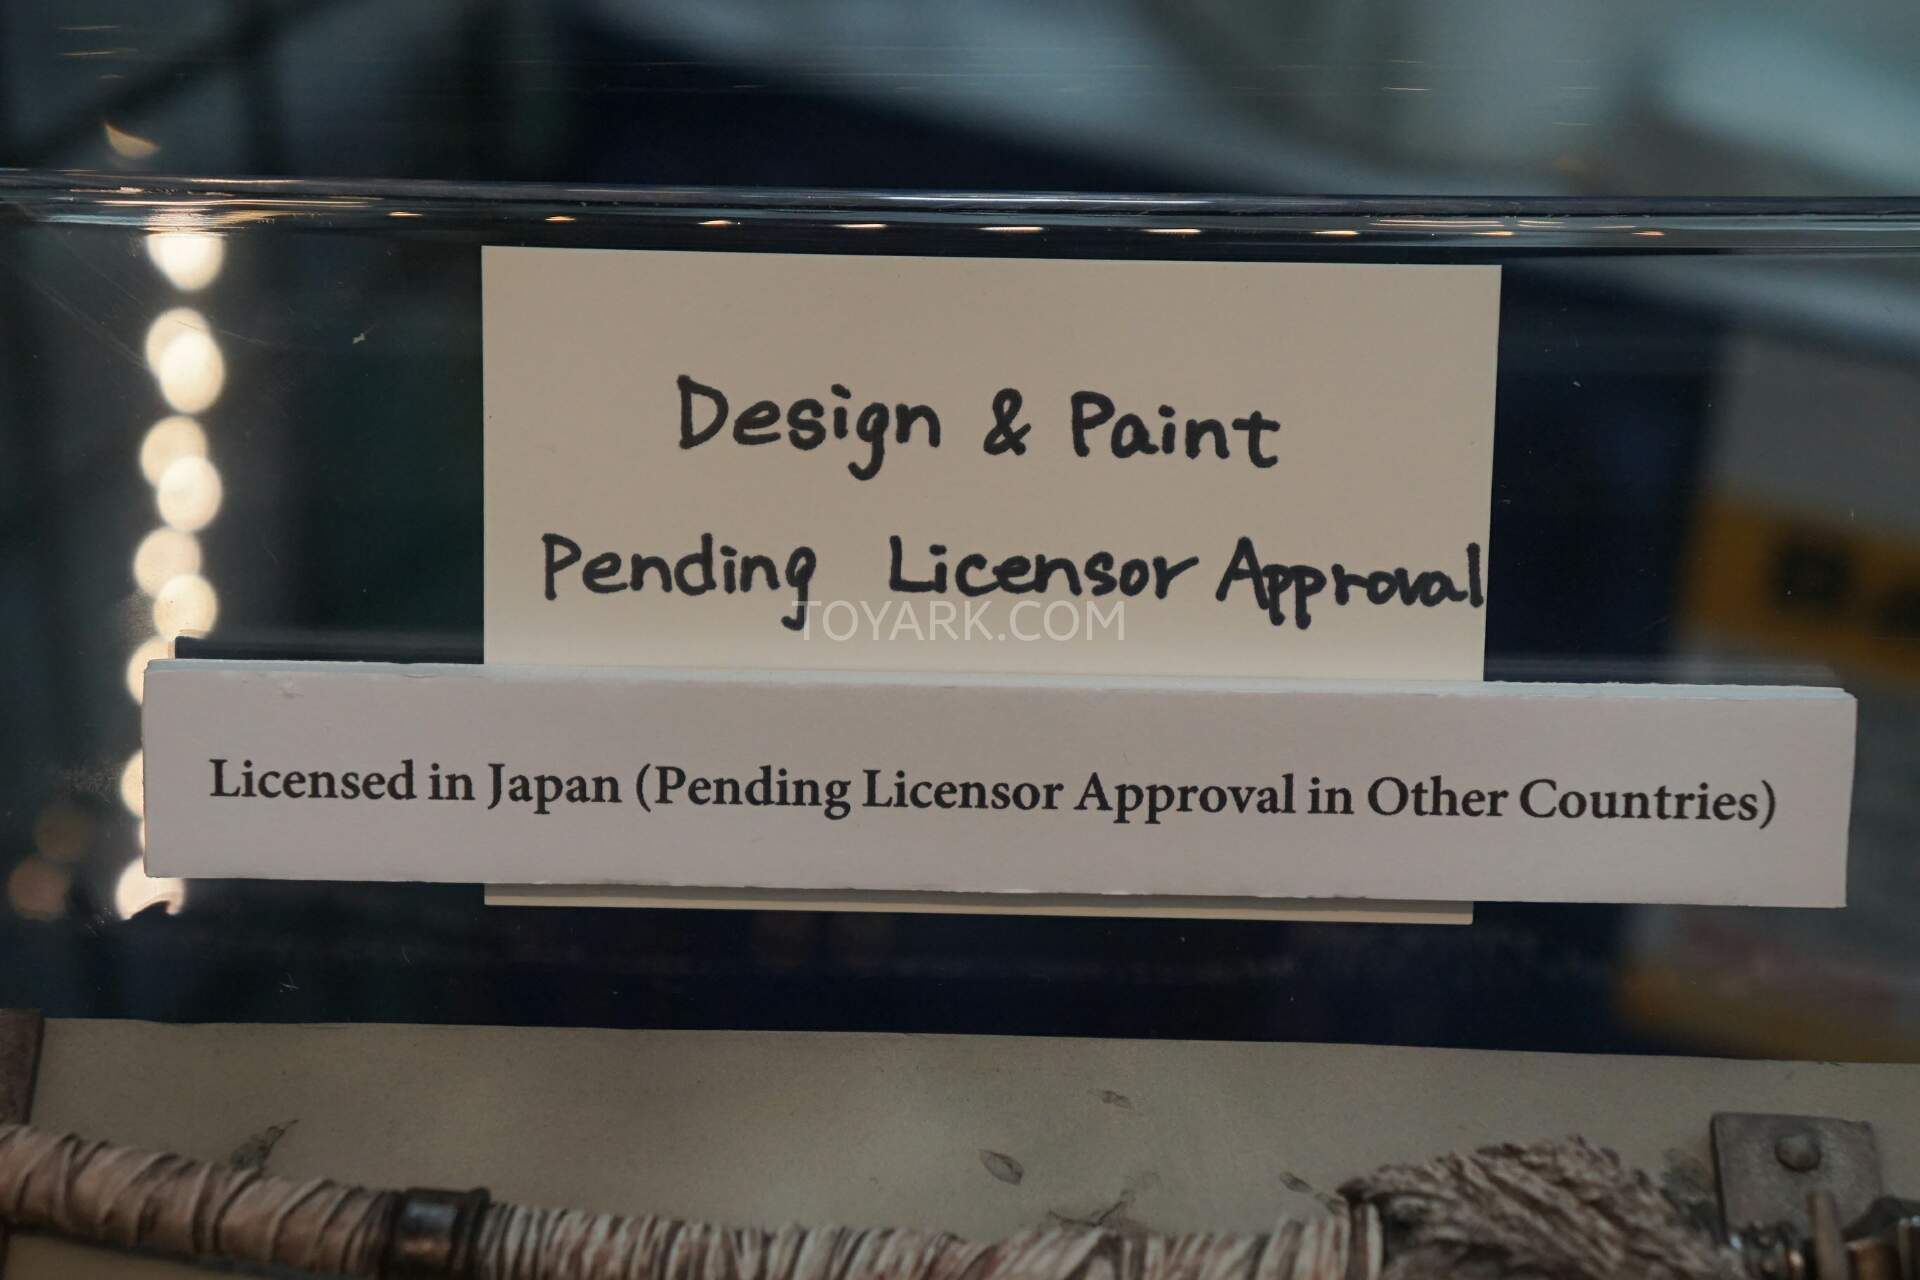 Design & Paint
Pending Licensor Approval
TOYARK.COM
Licensed in Japan (Pending Licensor Approval in Other Countries)